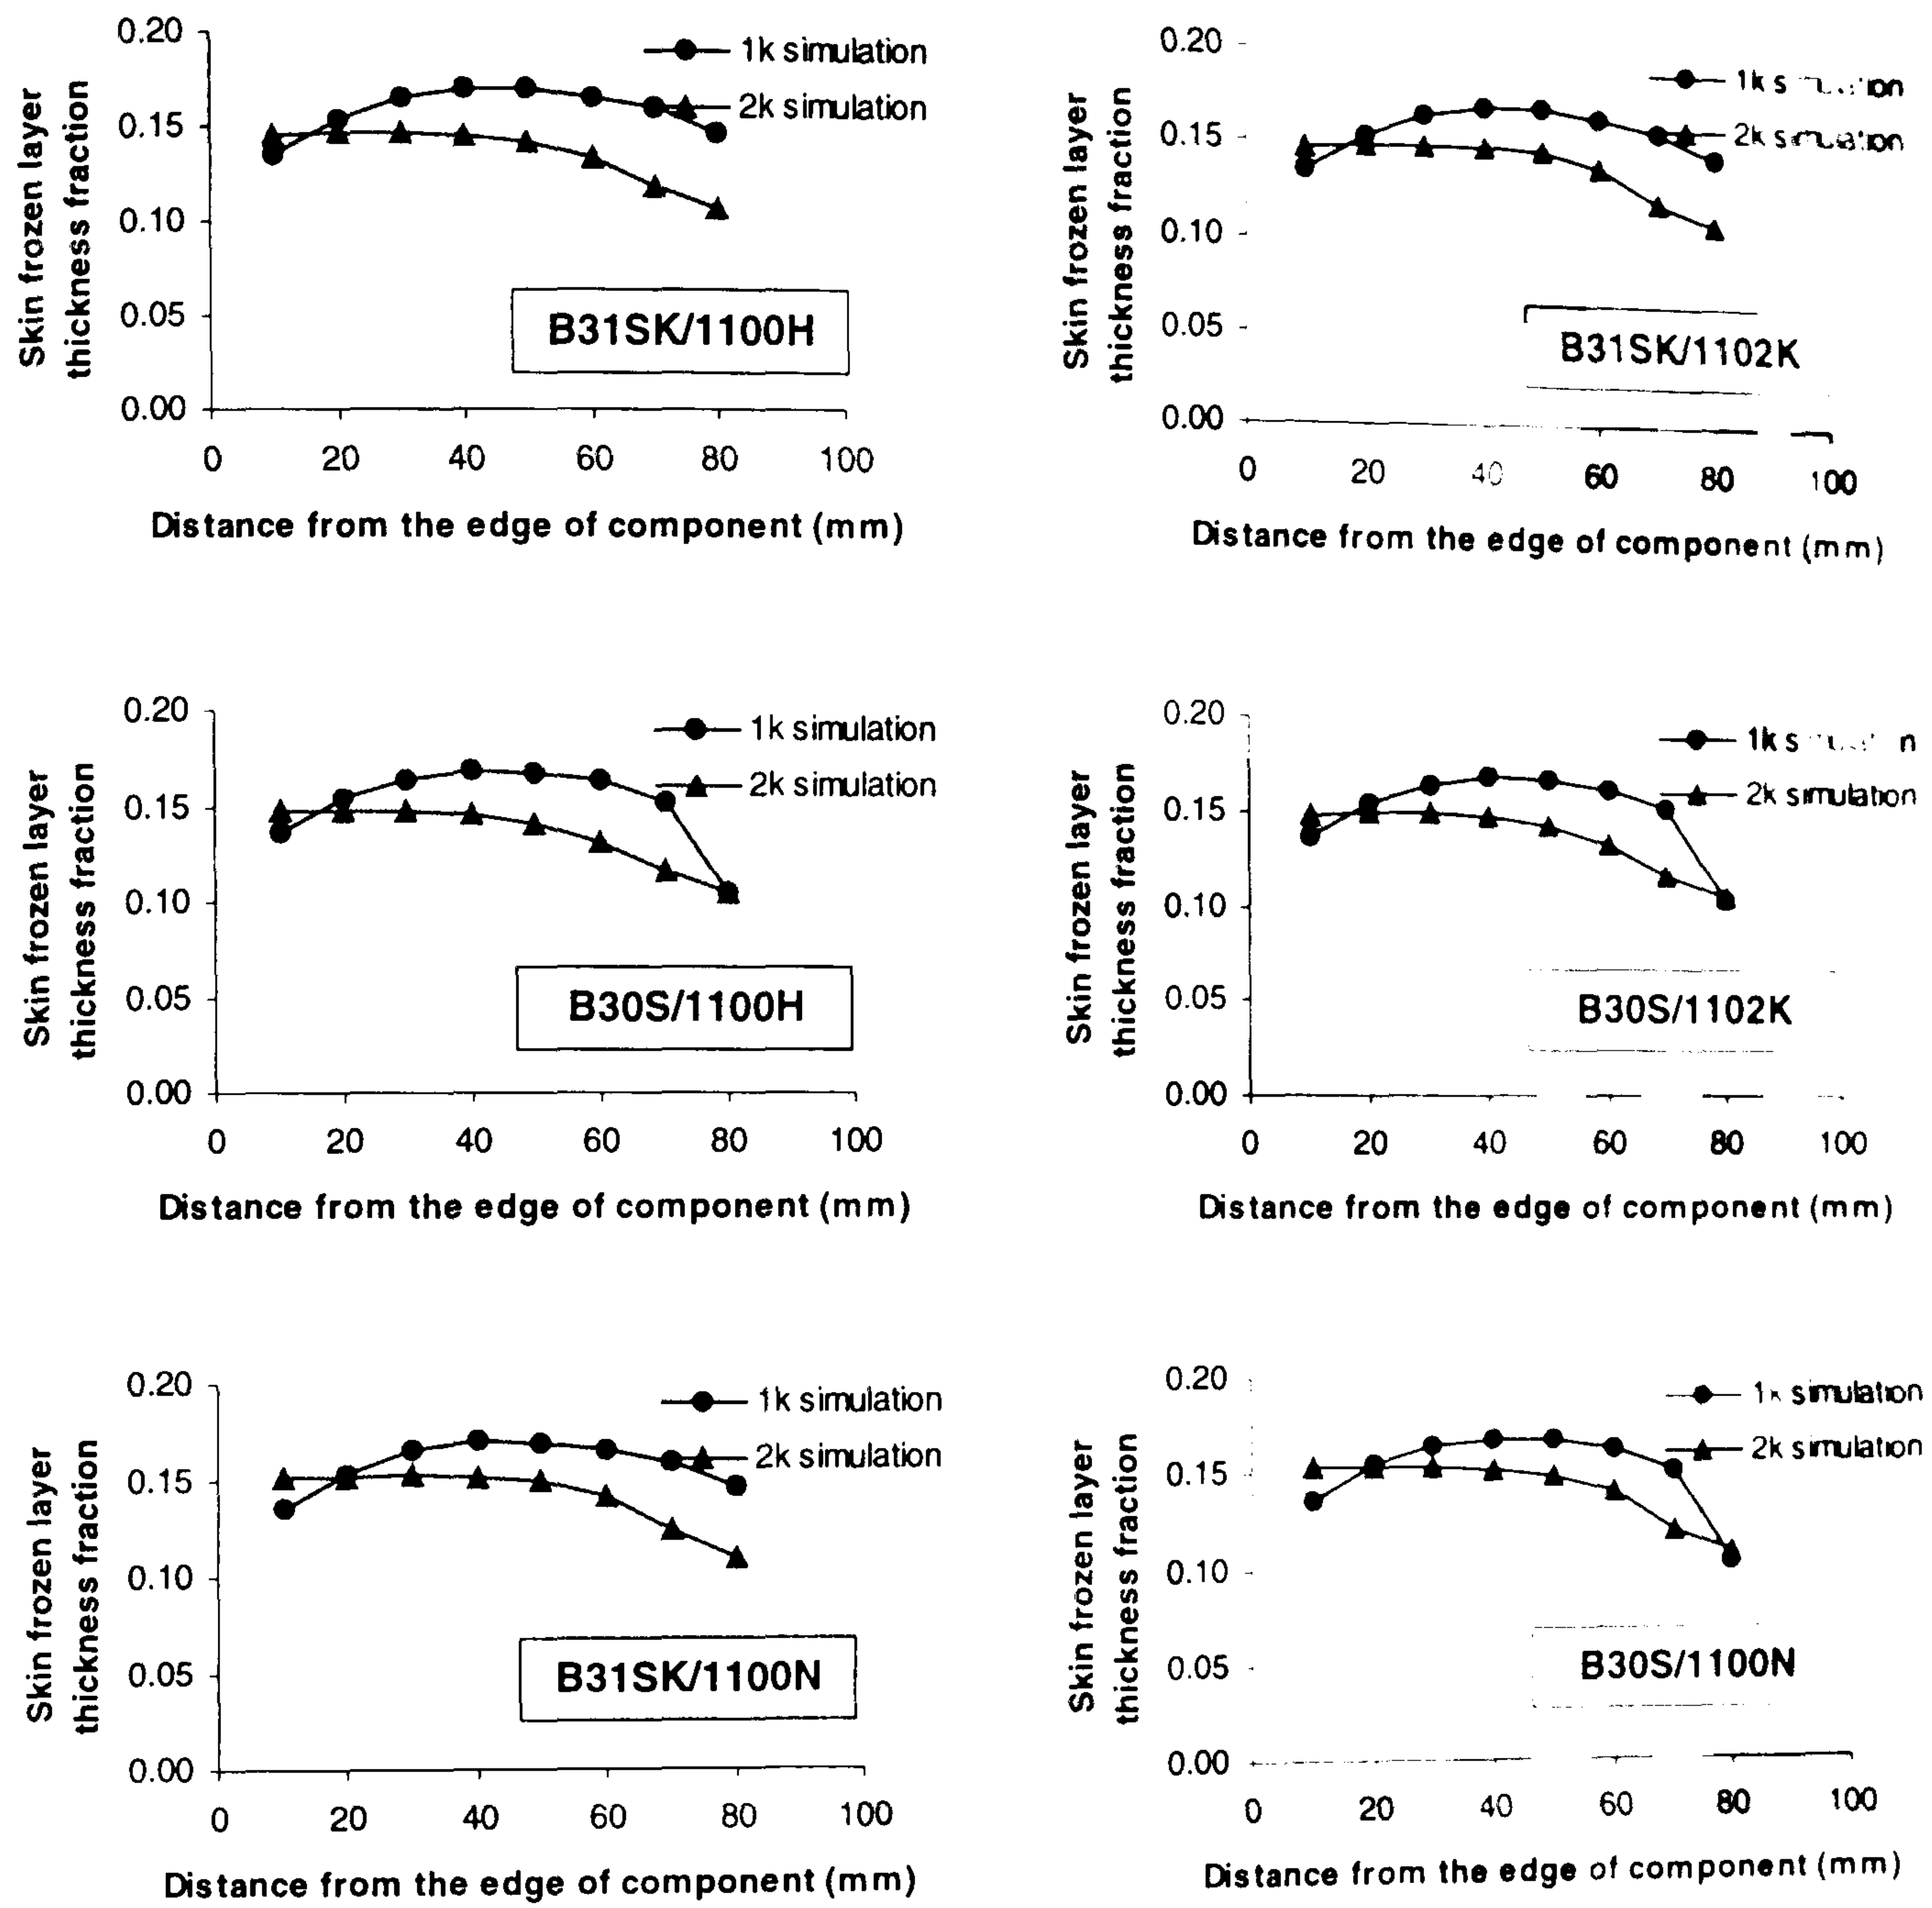 0.20
0.15
0.10
0.05
0.00
Skin frozen layer
thickness fraction
1k simulation
2k simulation
B31SK/1100H
0 20 40 60 80 100
Distance from the edge of component (mm)
0.20
0.15
0.10
0.05
0.00
Skin frozen layer
thickness fraction
1k
2k
B31SK/1102K
0 20 40 60 80 100
Distance from the edge of component (mm)
0.20
0.15
0.10
0.05
0.00
Skin frozen layer
thickness fraction
1k simulation
2k simulation
B30S/1100H
0 20 40 60 80 100
Distance from the edge of component (mm)
0.20
0.15
0.10
0.05
0.00
Skin frozen layer
thickness fraction
1k
2k simulation
B30S/1102K
0 20 40 60 80 100
Distance from the edge of component (mm)
0.20
0.15
0.10
0.05
0.00
Skin frozen layer
thickness fraction
1k simulation
2k simulation
B31SK/1100N
0 20 40 60 80 100
Distance from the edge of component (mm)
0.20
0.15
0.10
0.05
0.00
Skin frozen layer
thickness fraction
1k simulation
2k simulation
B30S/1100N
0 20 40 60 80 100
Distance from the edge of component (mm)